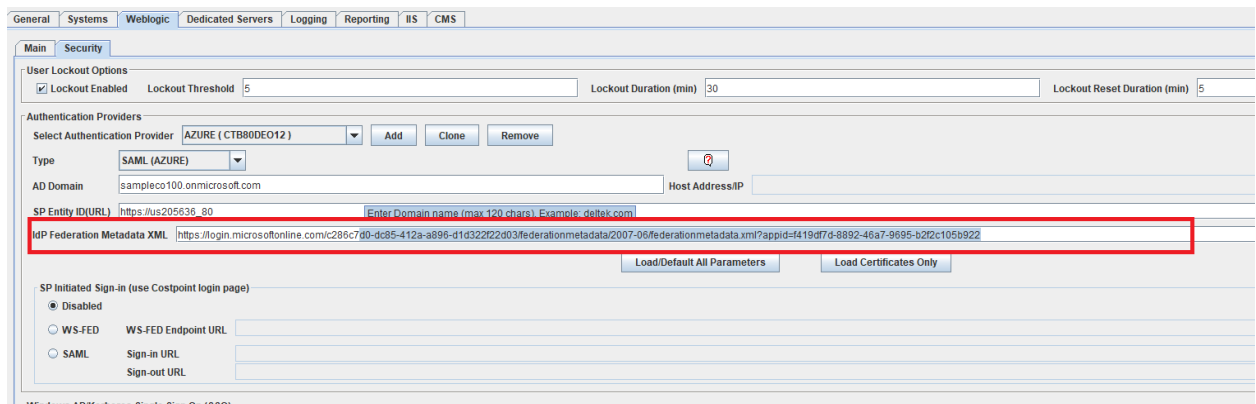 General Systems Weblogic Dedicated Servers Logging Reporting IIS CMS
Main Security
User Lockout Options
Lockout Enabled Lockout Threshold 5 Lockout Duration (min) 30 Lockout Reset Duration (min) 5
Authentication Providers
Select Authentication Provider AZURE ( CTB80DEO12 ) Add Clone Remove
Type SAML (AZURE)
AD Domain sampleco100.onmicrosoft.com Host Address/IP
SP Entity ID(URL) https://us205636_80 Enter Domain name (max 120 chars). Example: deltek.com
IdP Federation Metadata XML https://login.microsoftonline.com/c286c7d0-dc85-412a-a896-d1d322f22d03/federationmetadata/2007-06/federationmetadata.xml?appid=f419df7d-8892-46a7-9695-b2f2c105b922
Load/Default All Parameters Load Certificates Only
SP Initiated Sign-in (use Costpoint login page)
Disabled
WS-FED WS-FED Endpoint URL
SAML Sign-in URL
Sign-out URL